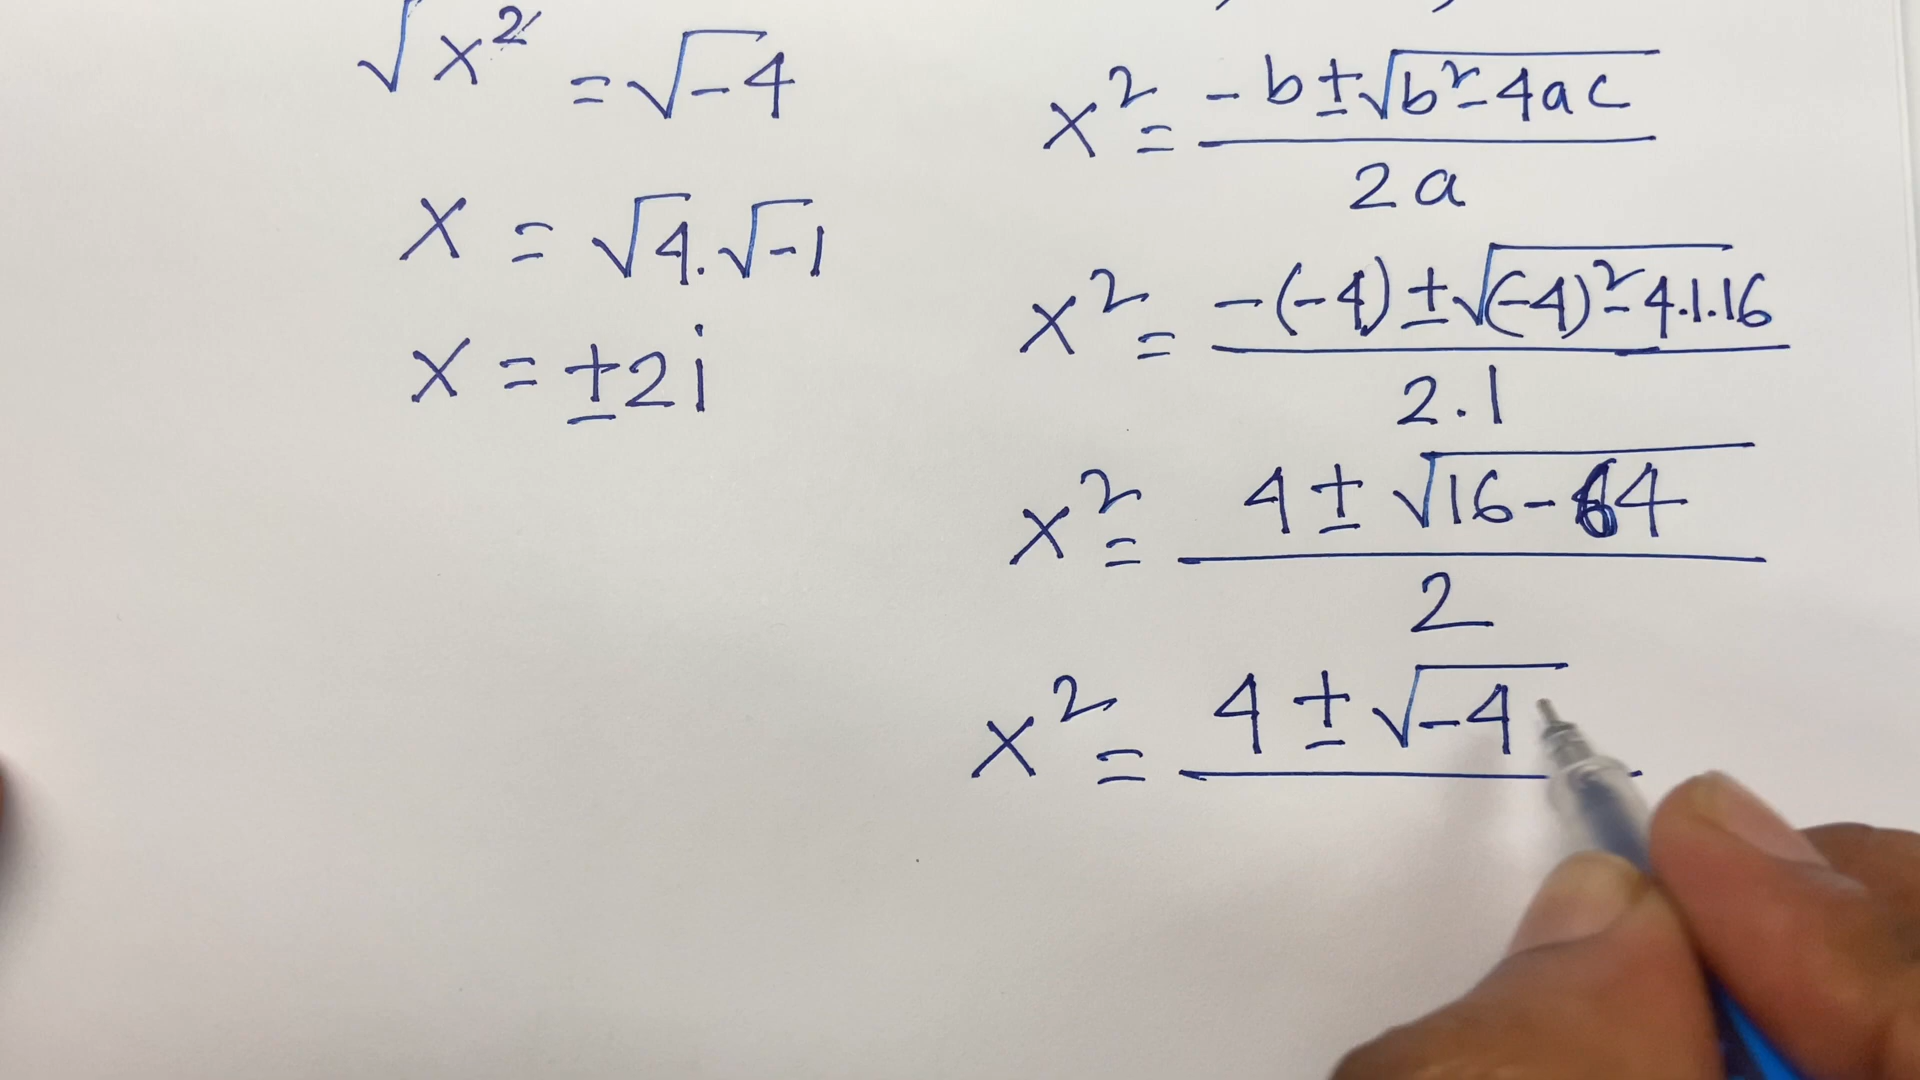 √x² = √-4
x = √4.√-1
x = ±2i
x² = -b±√b²-4ac
2a
x² = -(-4)±√(-4)²-4.1.16
2.1
x² = 4±√16-64
2
x² = 4±√-4